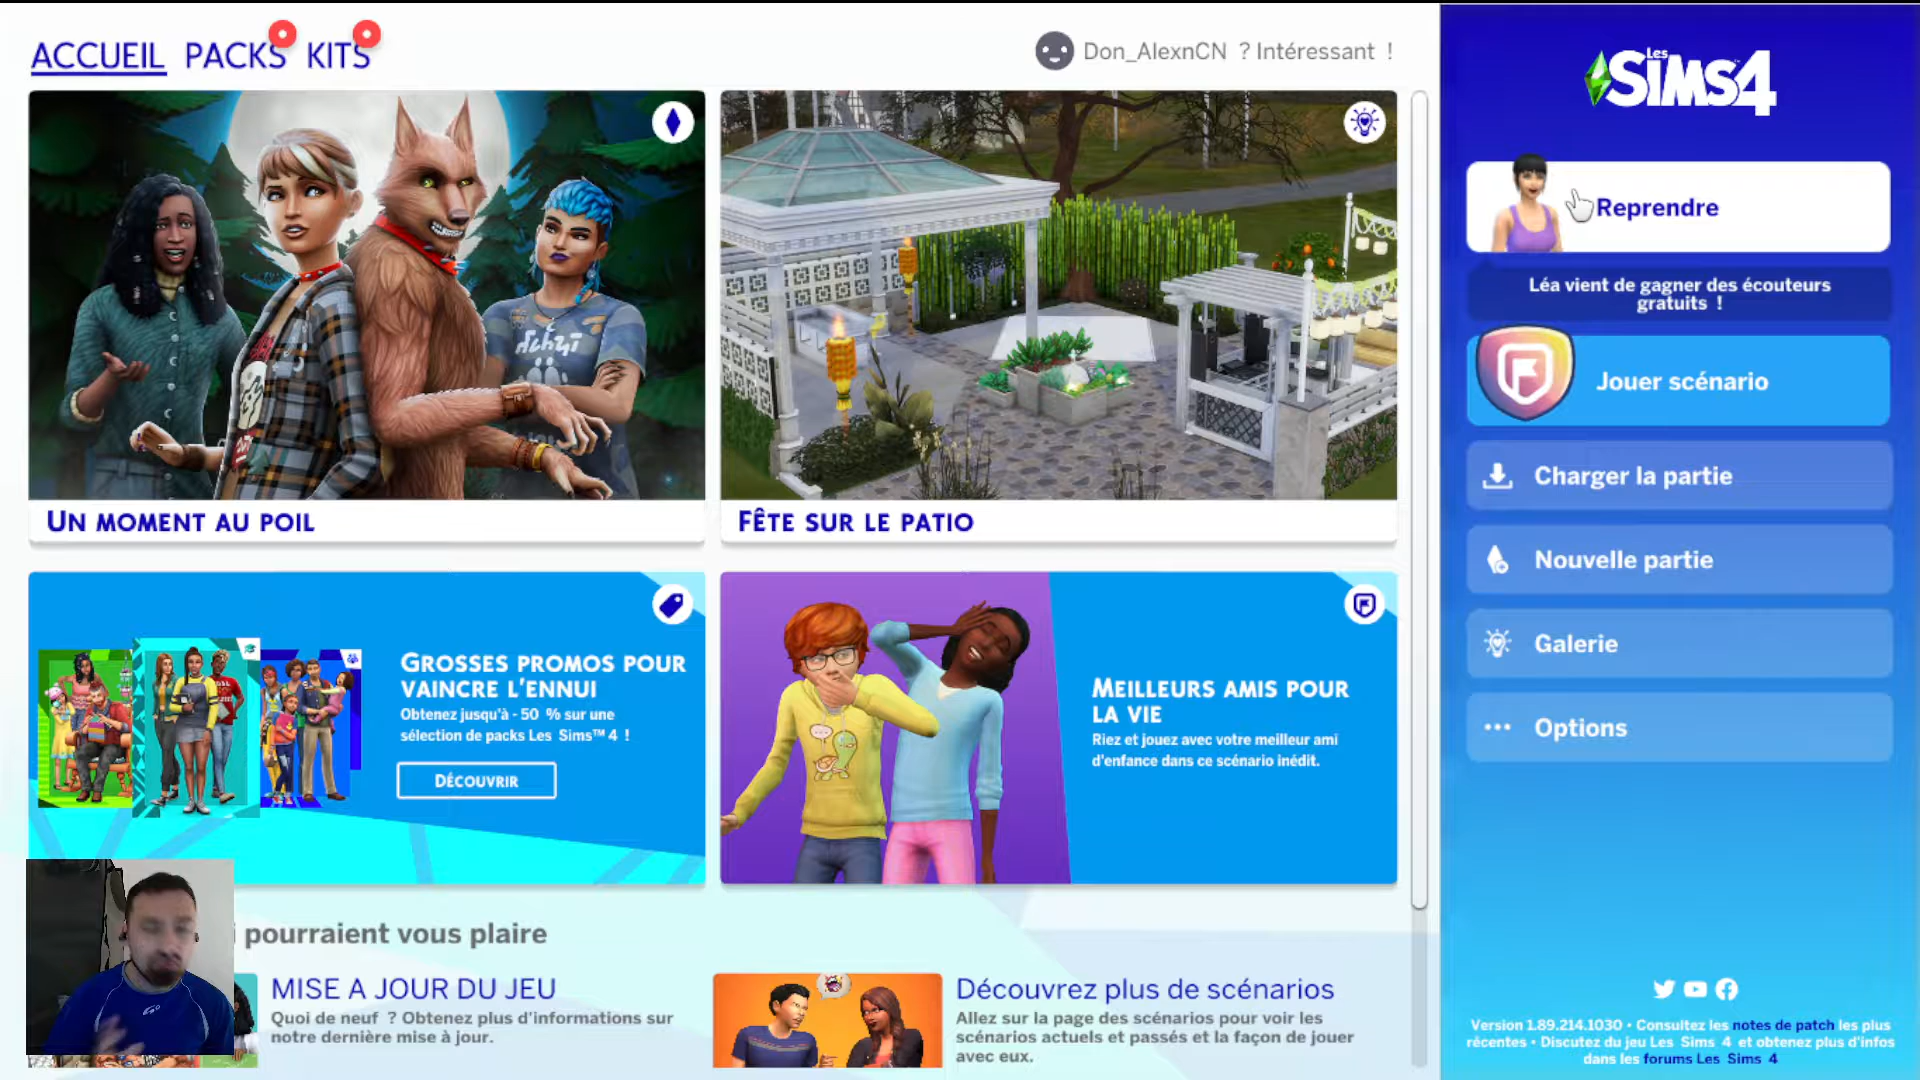 ACCUEIL PACKS KITS
Don_AlexnCN ? Intéressant !
UN MOMENT AU POIL
FÊTE SUR LE PATIO
GROSSES PROMOS POUR
VAINCRE L'ENNUI
Obtenez jusqu'à - 50 % sur une
sélection de packs Les Sims™ 4 !
DÉCOUVRIR
MEILLEURS AMIS POUR
LA VIE
Riez et jouez avec votre meilleur ami
d'enfance dans ce scénario inédit.
pourraient vous plaire
MISE A JOUR DU JEU
Quoi de neuf ? Obtenez plus d'informations sur
notre dernière mise à jour.
Découvrez plus de scénarios
Allez sur la page des scénarios pour voir les
scénarios actuels et passés et la façon de jouer
avec eux.
Les
SIMS4
Reprendre
Léa vient de gagner des écouteurs
gratuits !
Jouer scénario
Charger la partie
Nouvelle partie
Galerie
Options
Version 1.89.214.1030 • Consultez les notes de patch les plus
récentes • Discutez du jeu Les Sims 4 et obtenez plus d'infos
dans les forums Les Sims 4